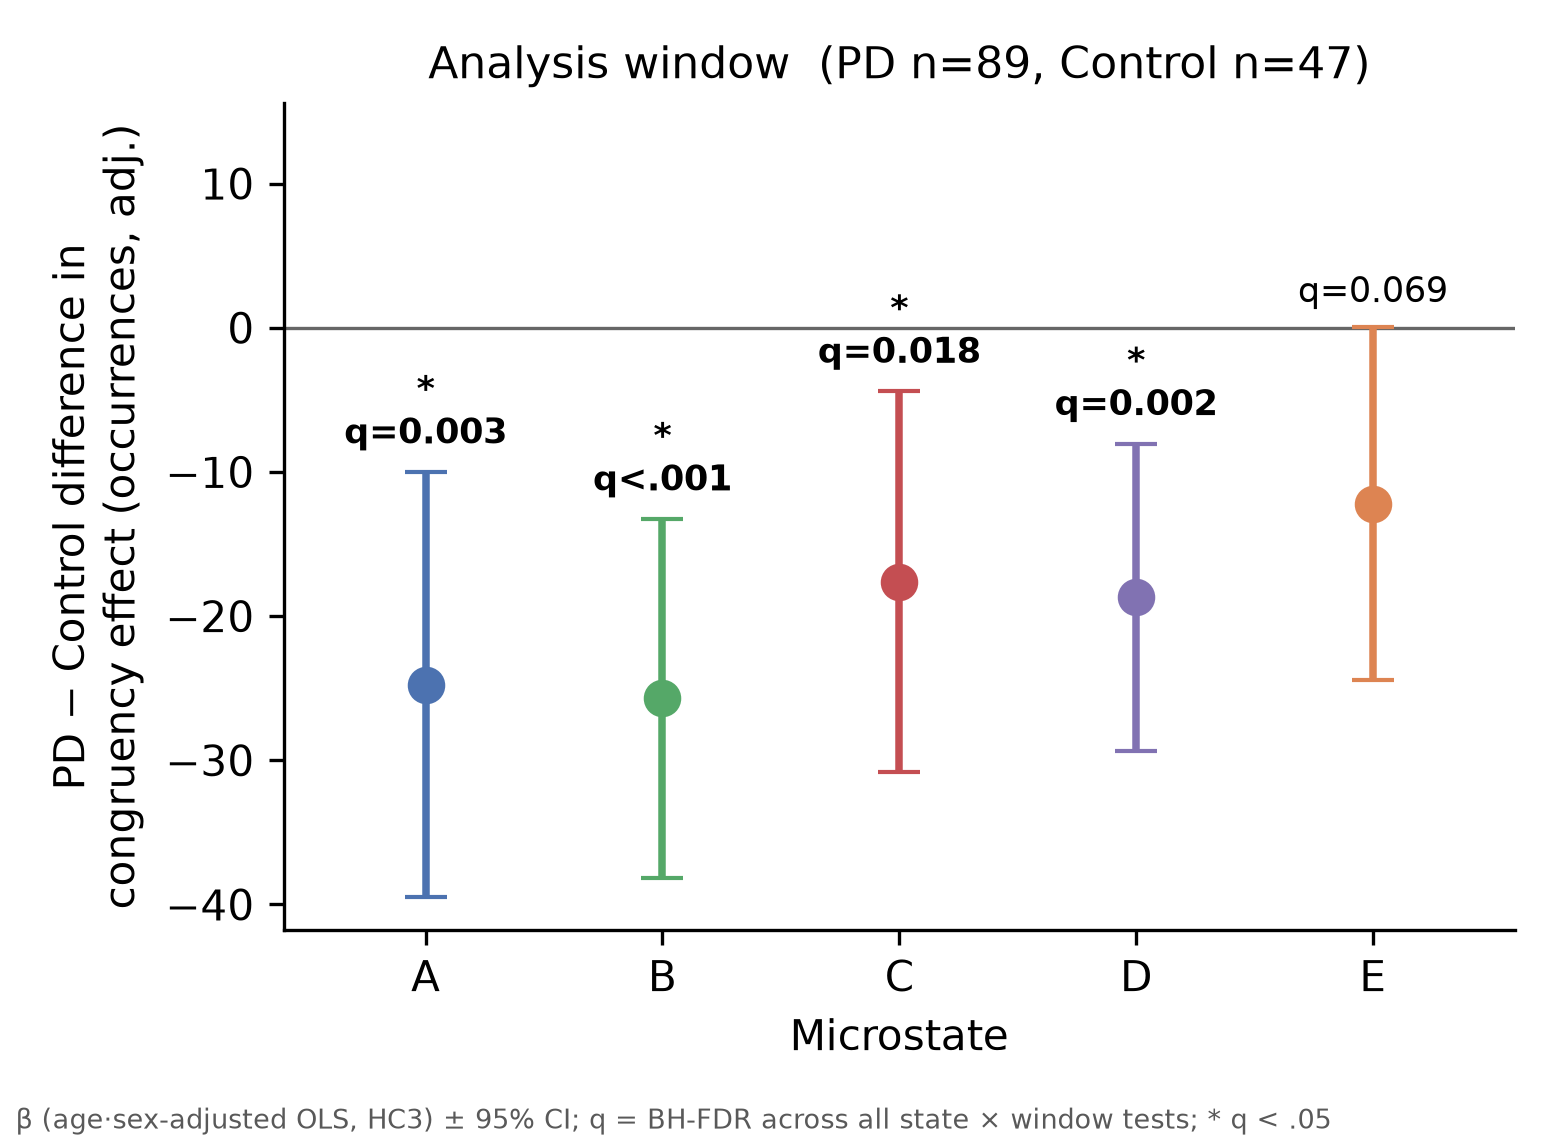 Analysis window  (PD n=89, Control n=47)
PD − Control difference in
congruency effect (occurrences, adj.)
10
0
−10
−20
−30
−40
*
q=0.003
*
q<.001
*
q=0.018
*
q=0.002
q=0.069
A
B
C
D
E
Microstate
β (age·sex-adjusted OLS, HC3) ± 95% CI; q = BH-FDR across all state × window tests; * q < .05